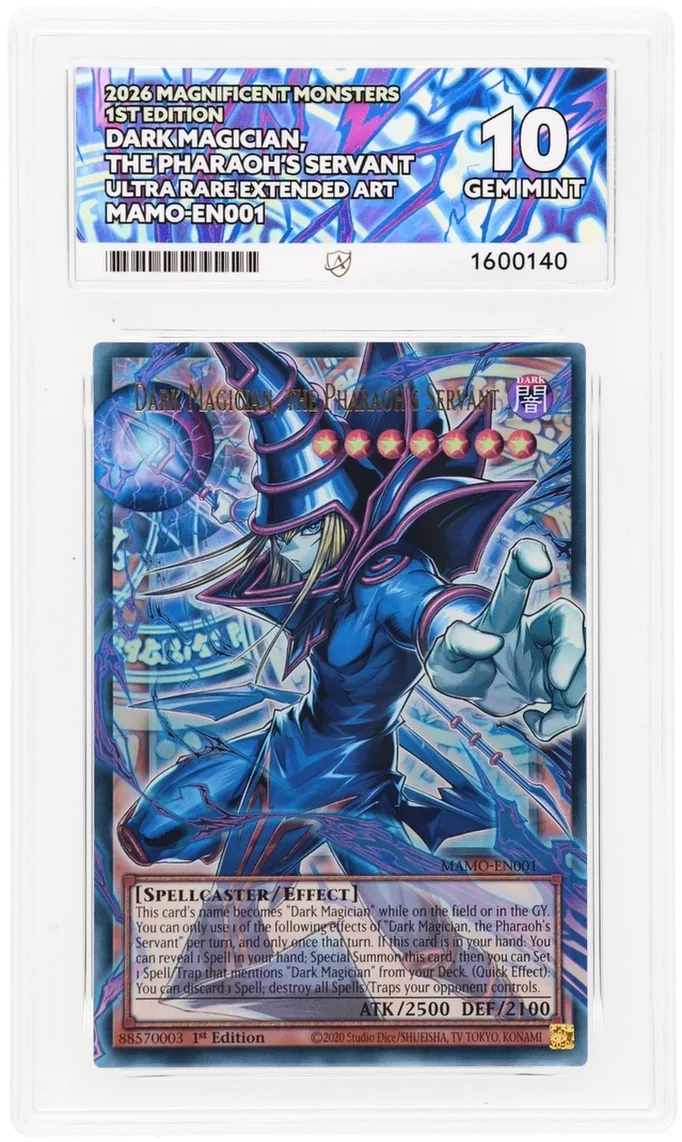 2026 MAGNIFICENT MONSTERS
1ST EDITION
DARK MAGICIAN,
THE PHARAOH'S SERVANT
ULTRA RARE EXTENDED ART
MAMO-EN001
10
GEM MINT
A
1600140
DARK MAGICIAN, THE PHARAOH'S SERVANT
DARK
闇
MAMO-EN001
[SPELLCASTER/EFFECT]
This card's name becomes "Dark Magician" while on the field or in the GY.
You can only use 1 of the following effects of "Dark Magician, the Pharaoh's
Servant" per turn, and only once that turn. If this card is in your hand: You
can reveal 1 Spell in your hand; Special Summon this card, then you can Set
1 Spell/Trap that mentions "Dark Magician" from your Deck. (Quick Effect):
You can discard 1 Spell; destroy all Spells/Traps your opponent controls.
ATK/2500 DEF/2100
88570003 1st Edition
©2020 Studio Dice/SHUEISHA, TV TOKYO, KONAMI